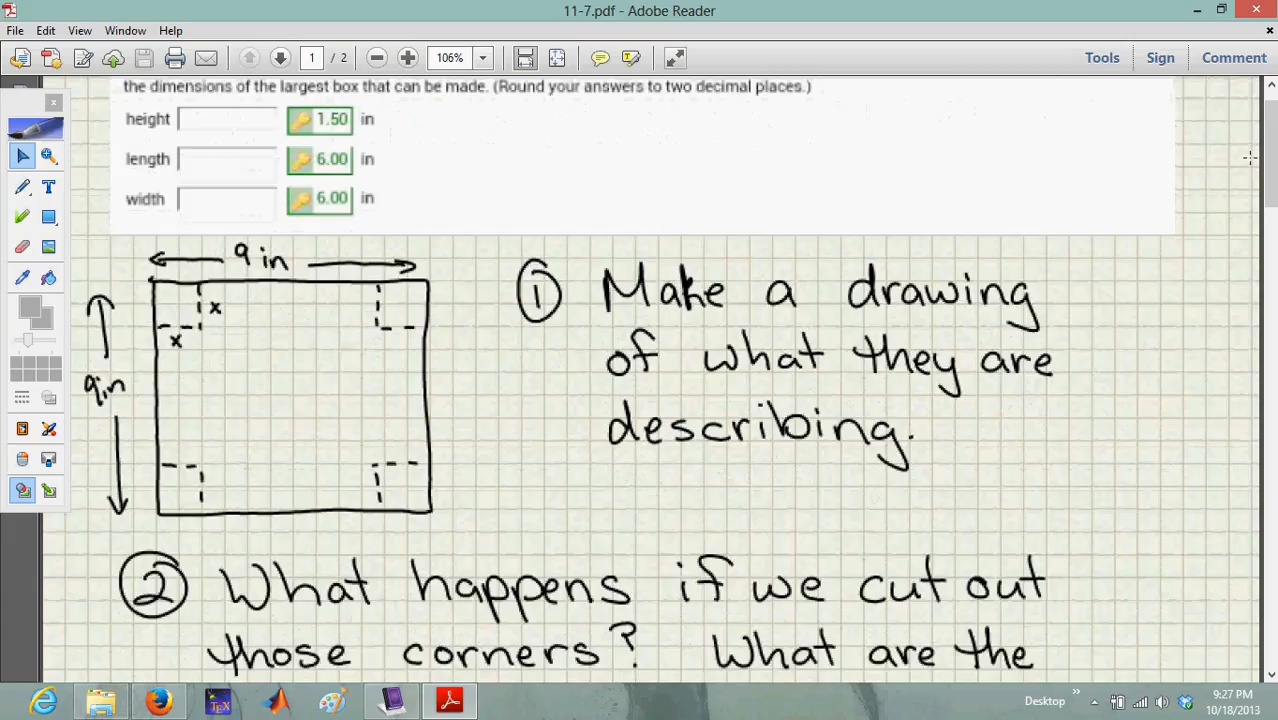 11-7.pdf - Adobe Reader
File Edit View Window Help
1 / 2 106% Tools Sign Comment
the dimensions of the largest box that can be made. (Round your answers to two decimal places.)
height 1.50 in
length 6.00 in
width 6.00 in
9 in
x
x
9in
① Make a drawing
of what they are
describing.
② What happens if we cut out
those corners? What are the
Desktop
9:27 PM
10/18/2013